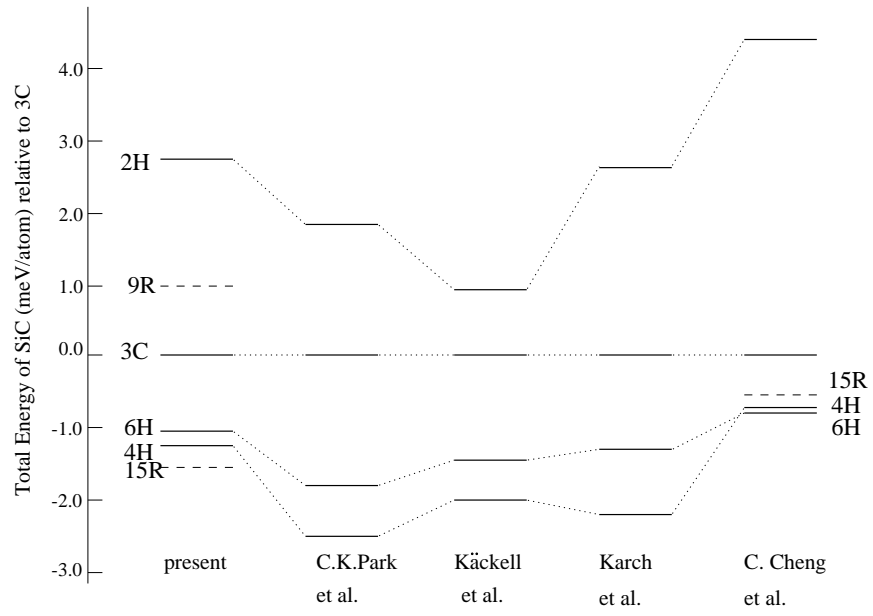 Total Energy of SiC (meV/atom) relative to 3C
4.0
3.0
2.0
1.0
0.0
-1.0
-2.0
-3.0
2H
9R
3C
6H
4H
15R
15R
4H
6H
present
C.K.Park
et al.
Käckell
et al.
Karch
et al.
C. Cheng
et al.